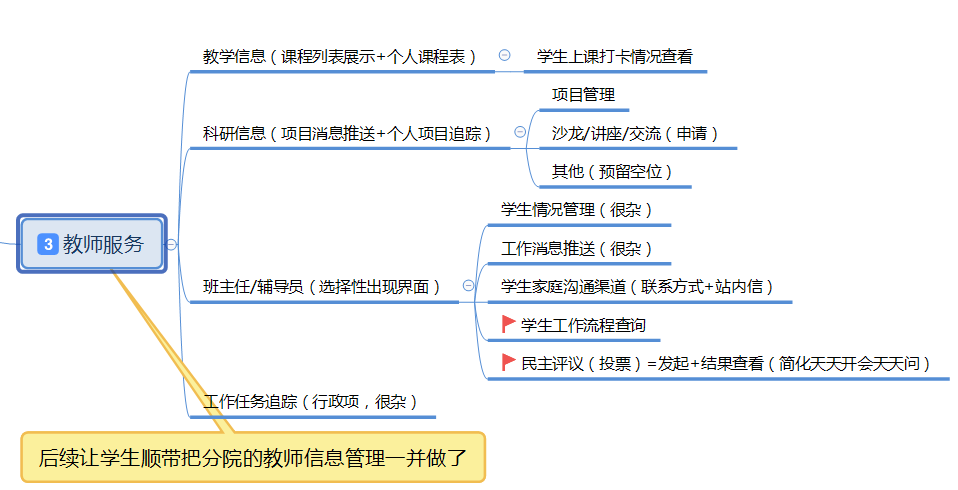 教学信息（课程列表展示+个人课程表）
学生上课打卡情况查看
科研信息（项目消息推送+个人项目追踪）
项目管理
沙龙/讲座/交流（申请）
其他（预留空位）
3 教师服务
班主任/辅导员（选择性出现界面）
学生情况管理（很杂）
工作消息推送（很杂）
学生家庭沟通渠道（联系方式+站内信）
学生工作流程查询
民主评议（投票）=发起+结果查看（简化天天开会天天问）
工作任务追踪（行政项，很杂）
后续让学生顺带把分院的教师信息管理一并做了